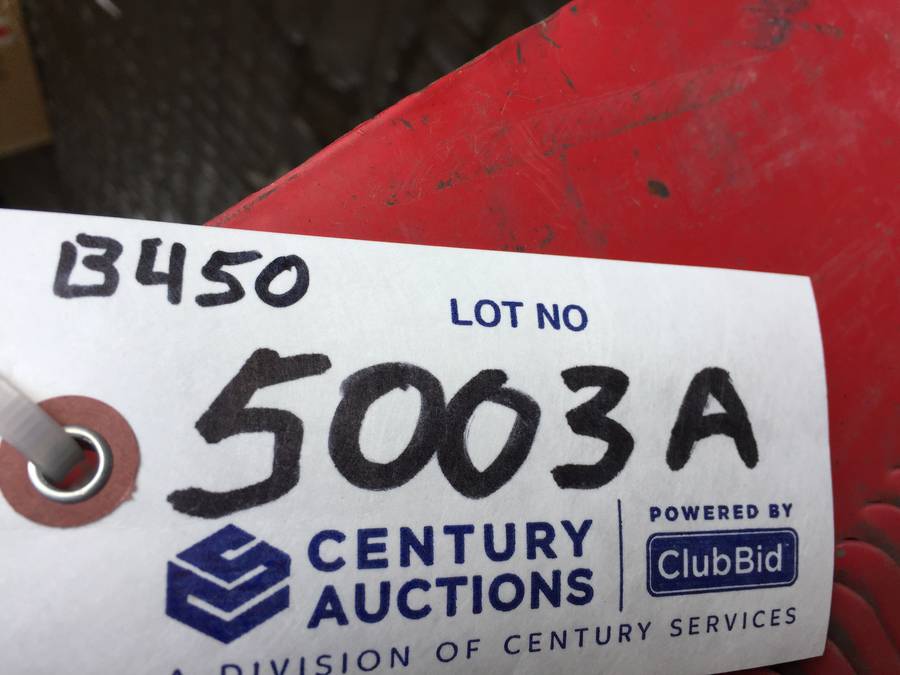 B450
LOT NO
5003A
CENTURY AUCTIONS
POWERED BY
ClubBid
A DIVISION OF CENTURY SERVICES